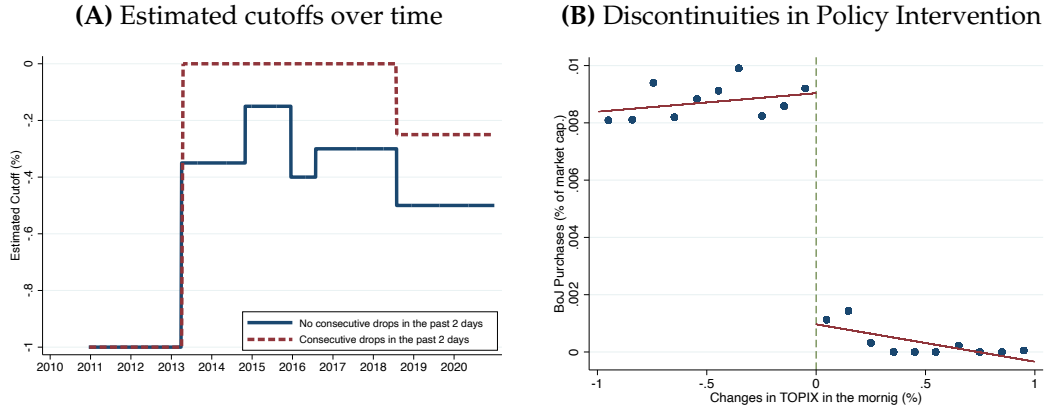 (A) Estimated cutoffs over time
Estimated Cutoff (%)
0
-.2
-.4
-.6
-.8
-1
2010 2011 2012 2013 2014 2015 2016 2017 2018 2019 2020
No consecutive drops in the past 2 days
Consecutive drops in the past 2 days
(B) Discontinuities in Policy Intervention
BoJ Purchases (% of market cap.)
.01
.008
.006
.004
.002
0
-1 -.5 0 .5 1
Changes in TOPIX in the mornig (%)